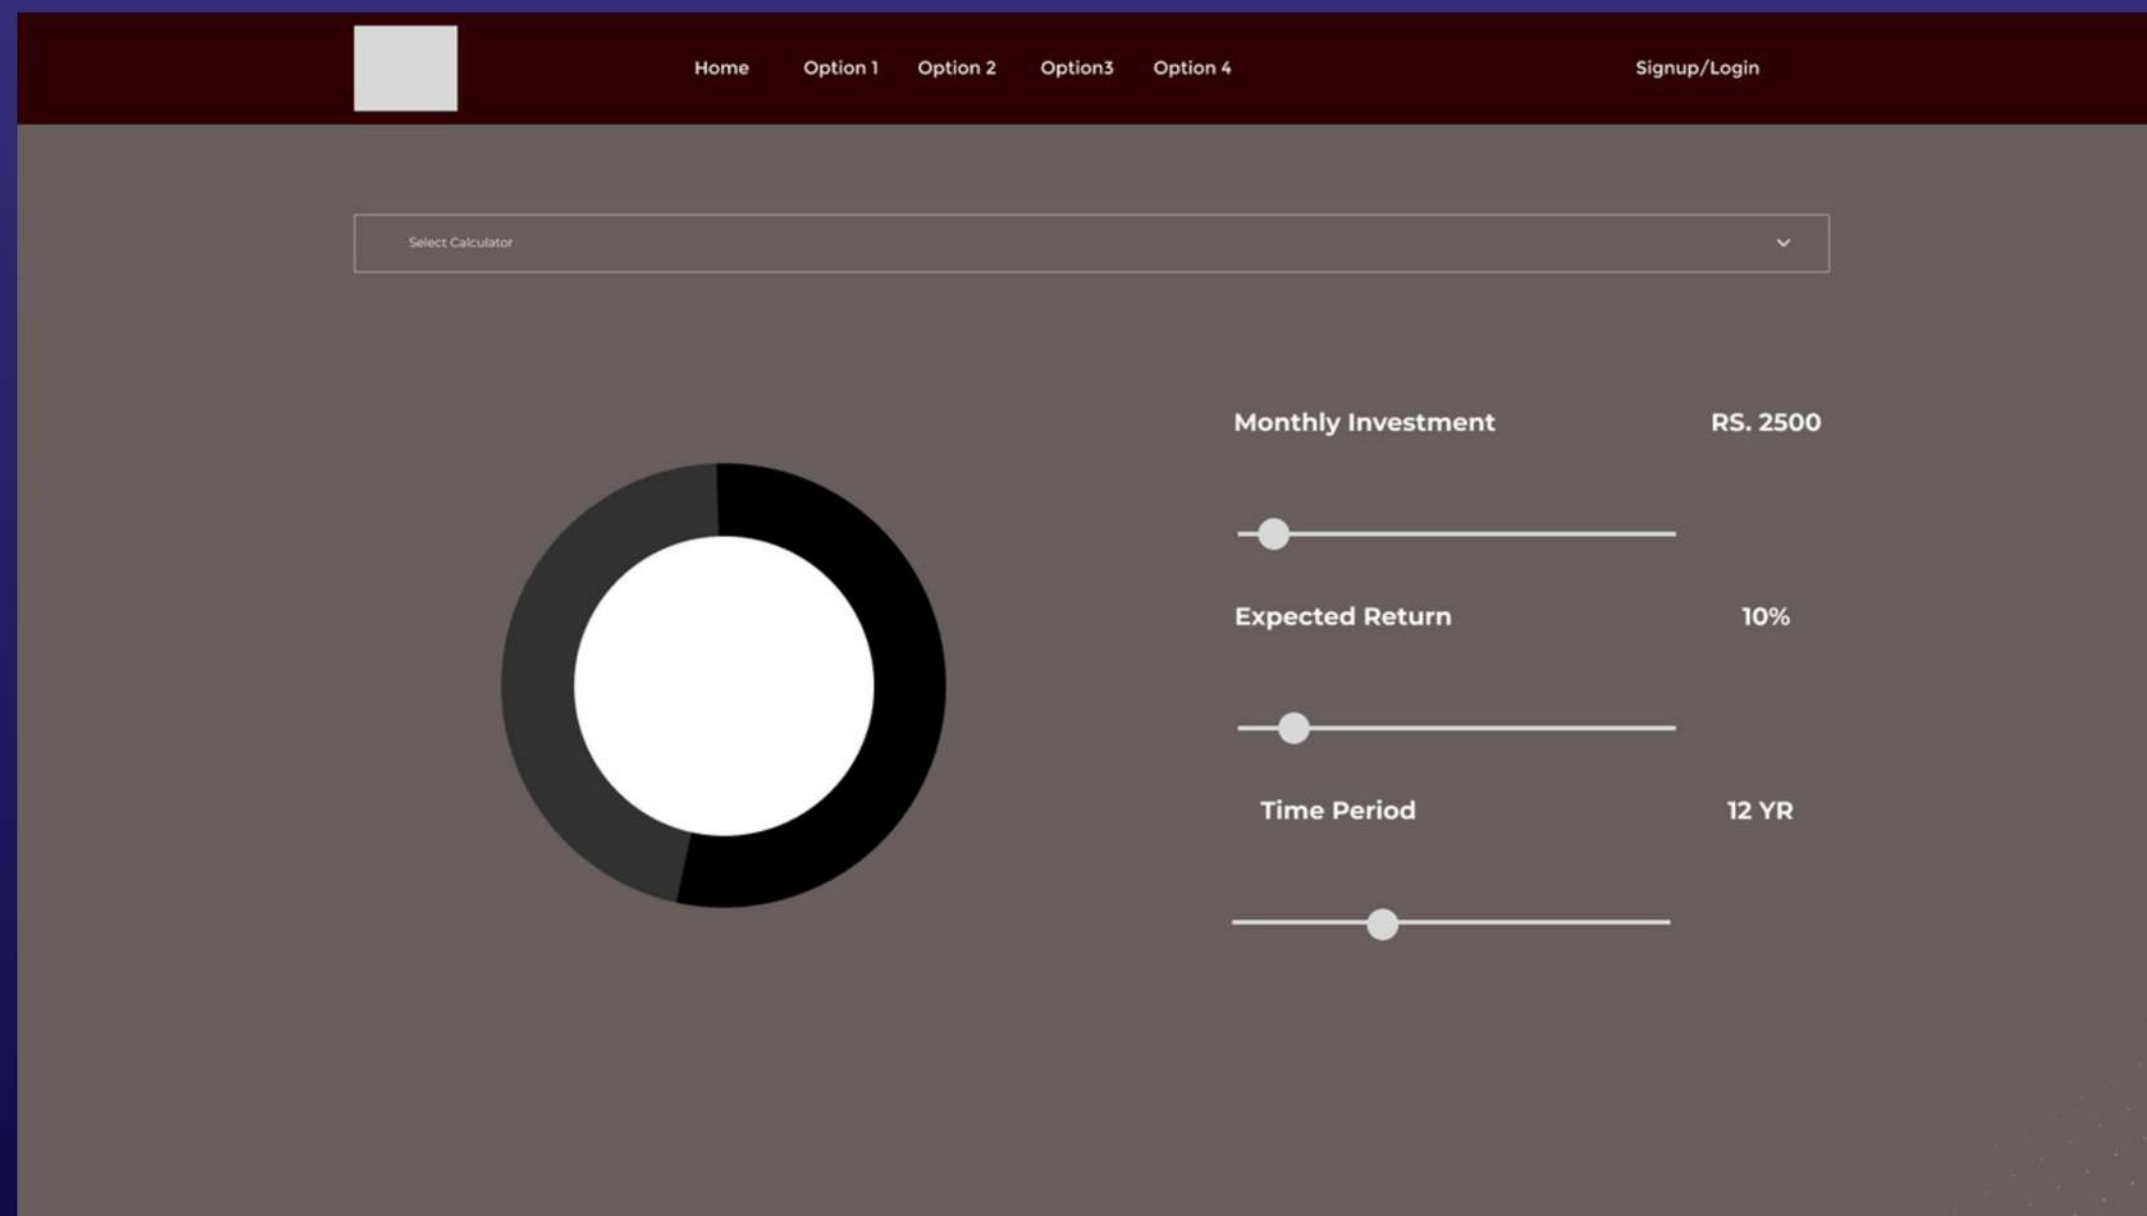 Home Option 1 Option 2 Option3 Option 4 Signup/Login
Select Calculator
Monthly Investment RS. 2500
Expected Return 10%
Time Period 12 YR